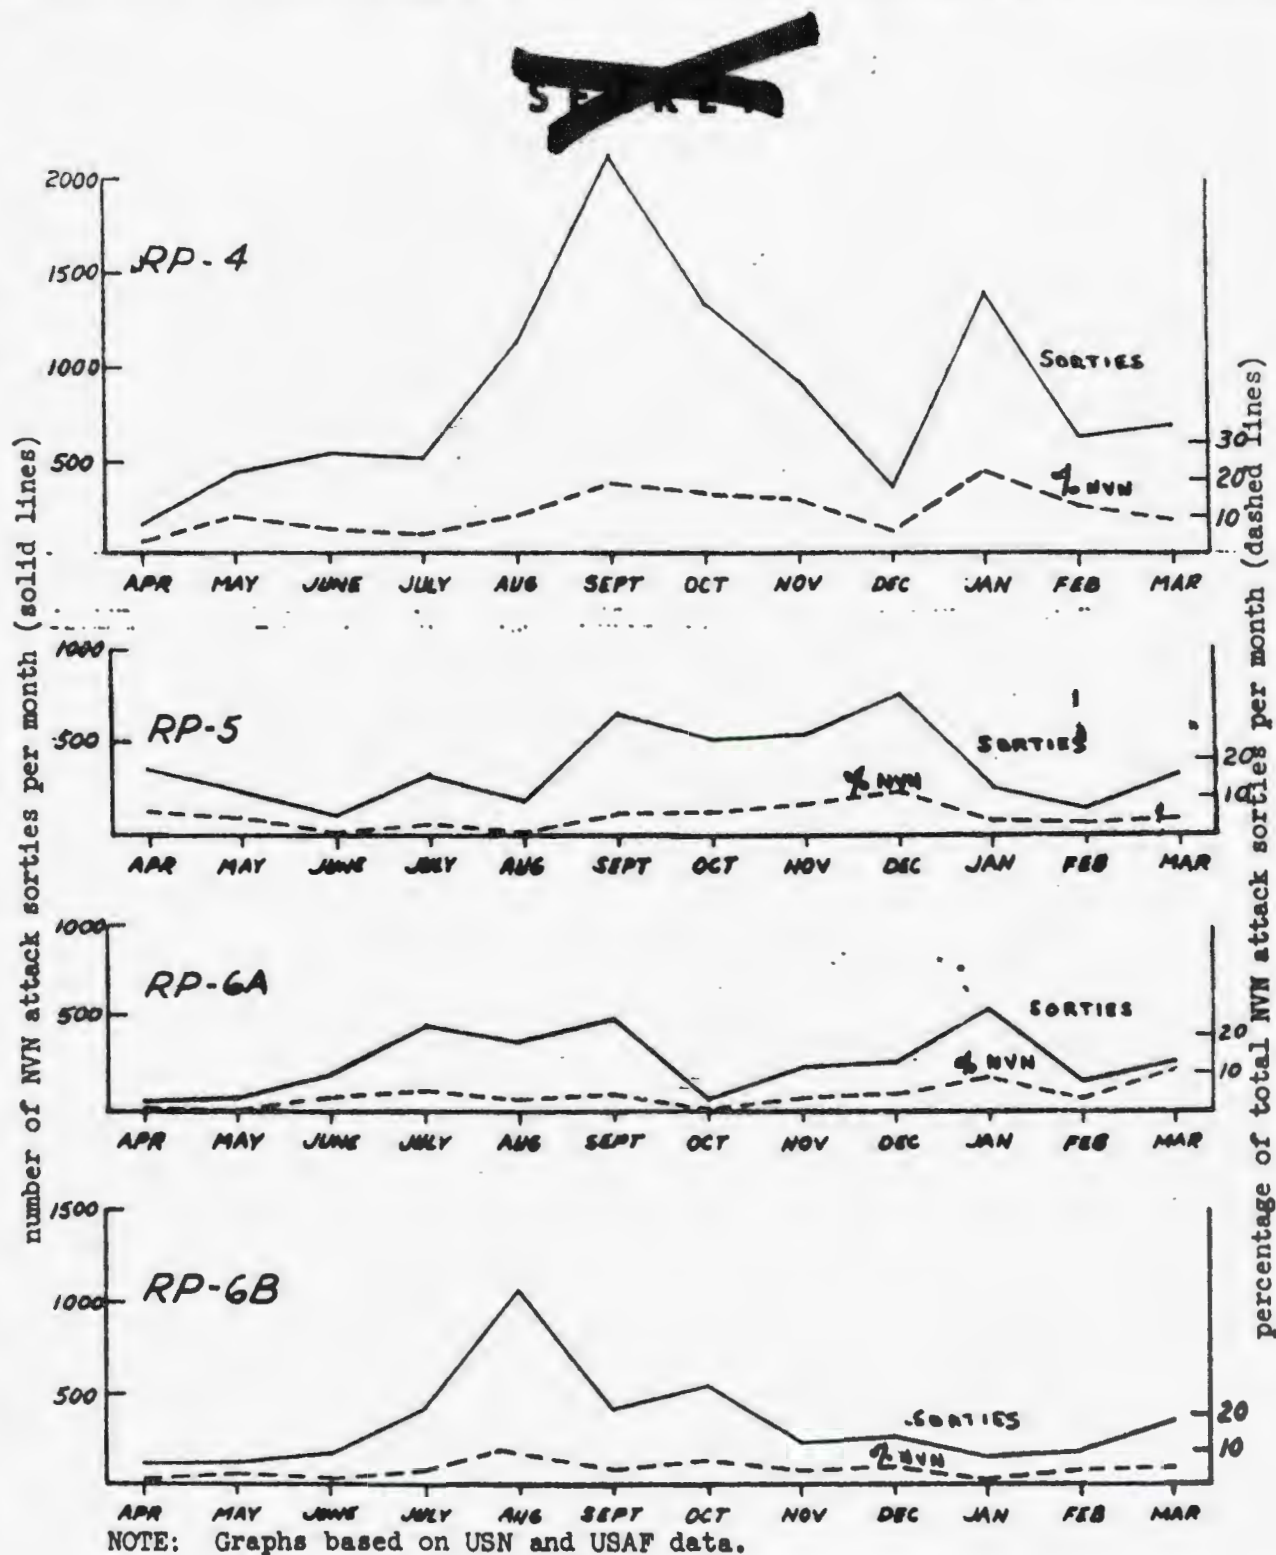 SECRET
number of NVN attack sorties per month (solid lines)
percentage of total NVN attack sorties per month (dashed lines)
RP-4
2000
1500
1000
500
SORTIES
% NVN
30
20
10
APR MAY JUNE JULY AUG SEPT OCT NOV DEC JAN FEB MAR
RP-5
1000
500
SORTIES
% NVN
20
10
APR MAY JUNE JULY AUG SEPT OCT NOV DEC JAN FEB MAR
RP-6A
1000
500
SORTIES
% NVN
20
10
APR MAY JUNE JULY AUG SEPT OCT NOV DEC JAN FEB MAR
RP-6B
1500
1000
500
SORTIES
% NVN
20
10
APR MAY JUNE JULY AUG SEPT OCT NOV DEC JAN FEB MAR
NOTE: Graphs based on USN and USAF data.